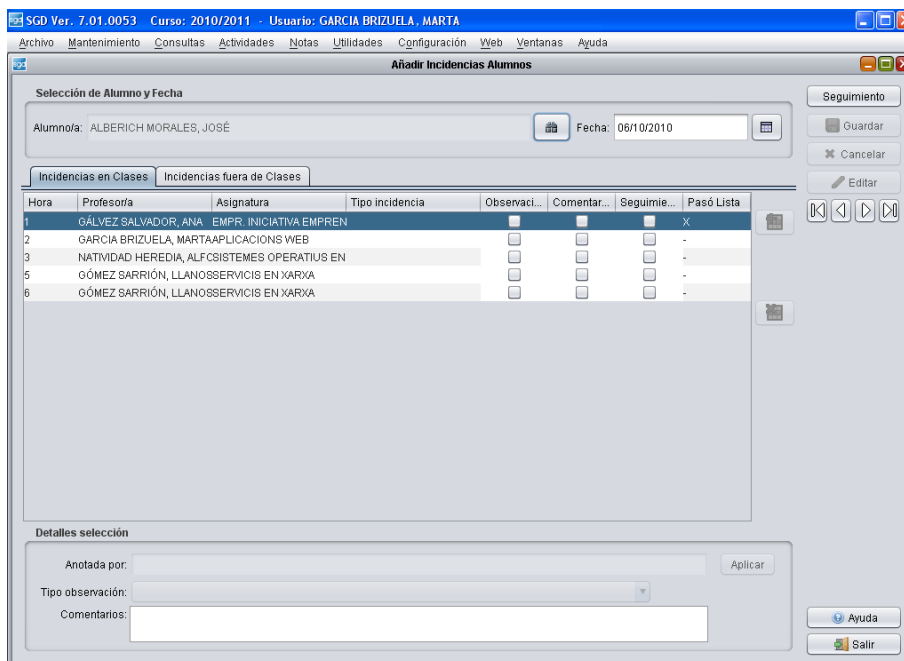 SGD Ver. 7.01.0053 Curso: 2010/2011 - Usuario: GARCIA BRIZUELA, MARTA
Archivo Mantenimiento Consultas Actividades Notas Utilidades Configuración Web Ventanas Ayuda
sgd Añadir Incidencias Alumnos
Selección de Alumno y Fecha
Seguimiento
Alumno/a: ALBERICH MORALES, JOSÉ Fecha: 06/10/2010
Guardar
Cancelar
Incidencias en Clases Incidencias fuera de Clases
Editar
Hora Profesor/a Asignatura Tipo incidencia Observaci... Comentar... Seguimie... Pasó Lista
1 GÁLVEZ SALVADOR, ANA EMPR. INICIATIVA EMPREN X
2 GARCIA BRIZUELA, MARTA APLICACIONS WEB -
3 NATIVIDAD HEREDIA, ALFC SISTEMES OPERATIUS EN -
5 GÓMEZ SARRIÓN, LLANOS SERVICIS EN XARXA -
6 GÓMEZ SARRIÓN, LLANOS SERVICIS EN XARXA -
Detalles selección
Anotada por: Aplicar
Tipo observación:
Comentarios:
Ayuda
Salir